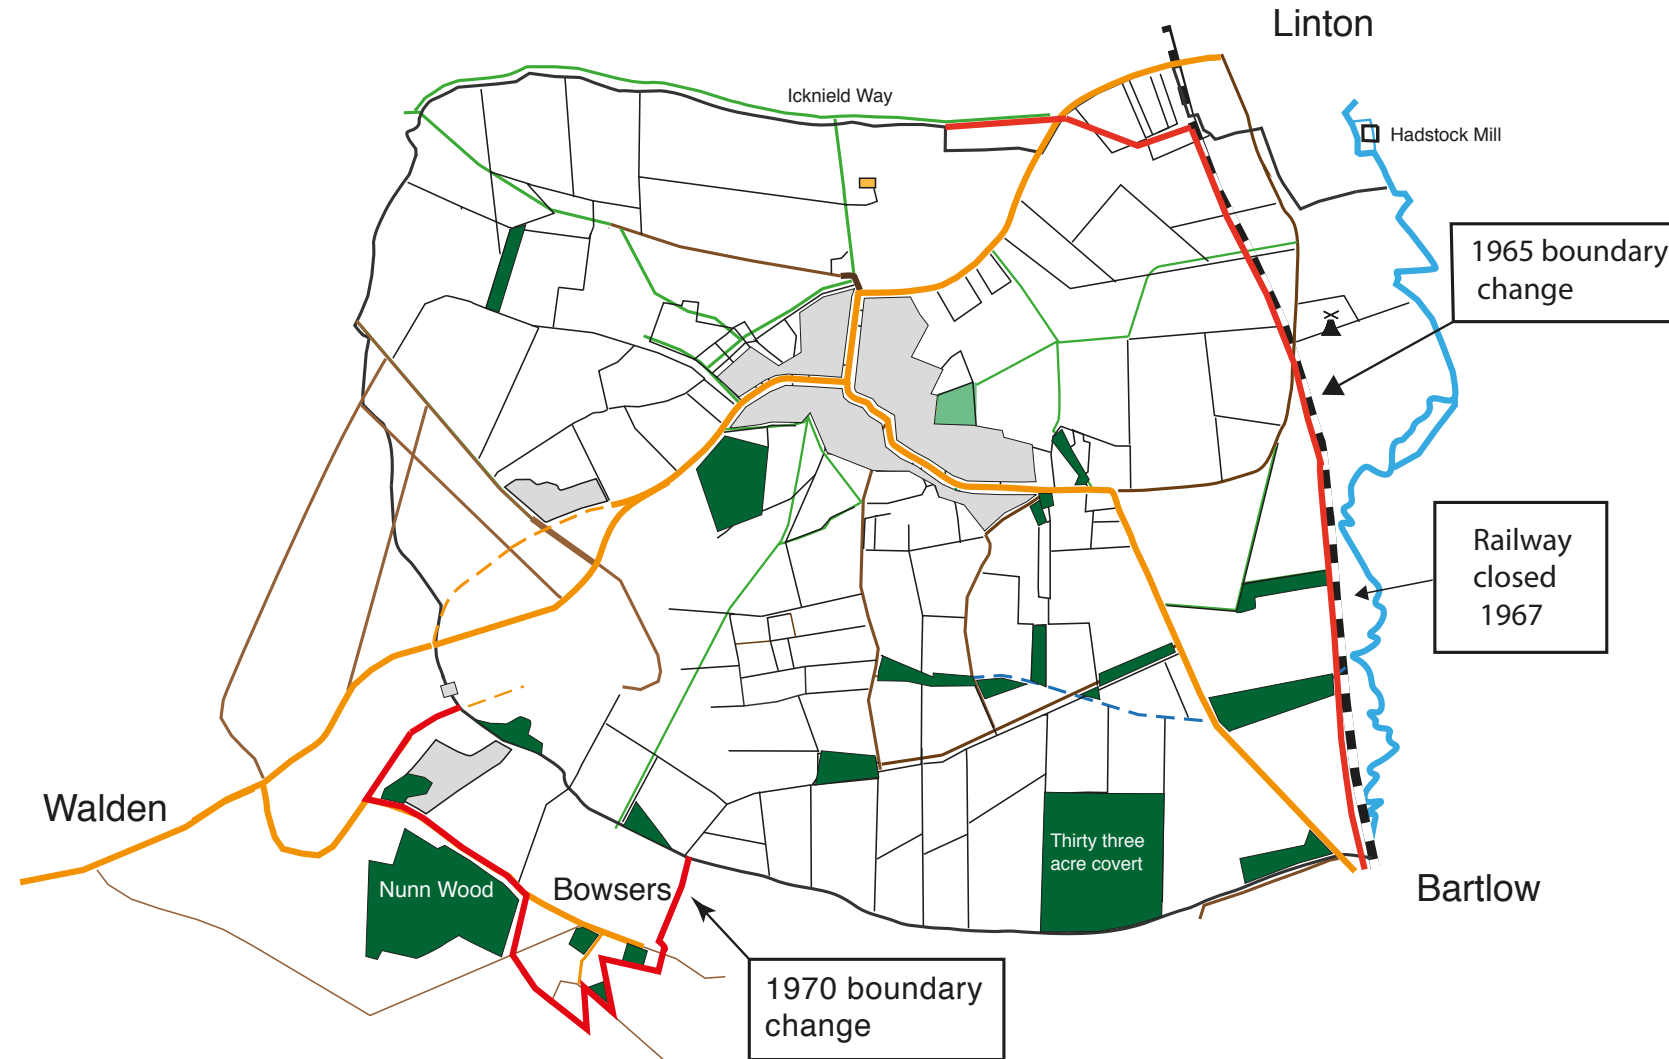 Linton
Icknield Way
Hadstock Mill
1965 boundary
change
Railway
closed
1967
Walden
Thirty three
acre covert
Nunn Wood
Bowsers
Bartlow
1970 boundary
change